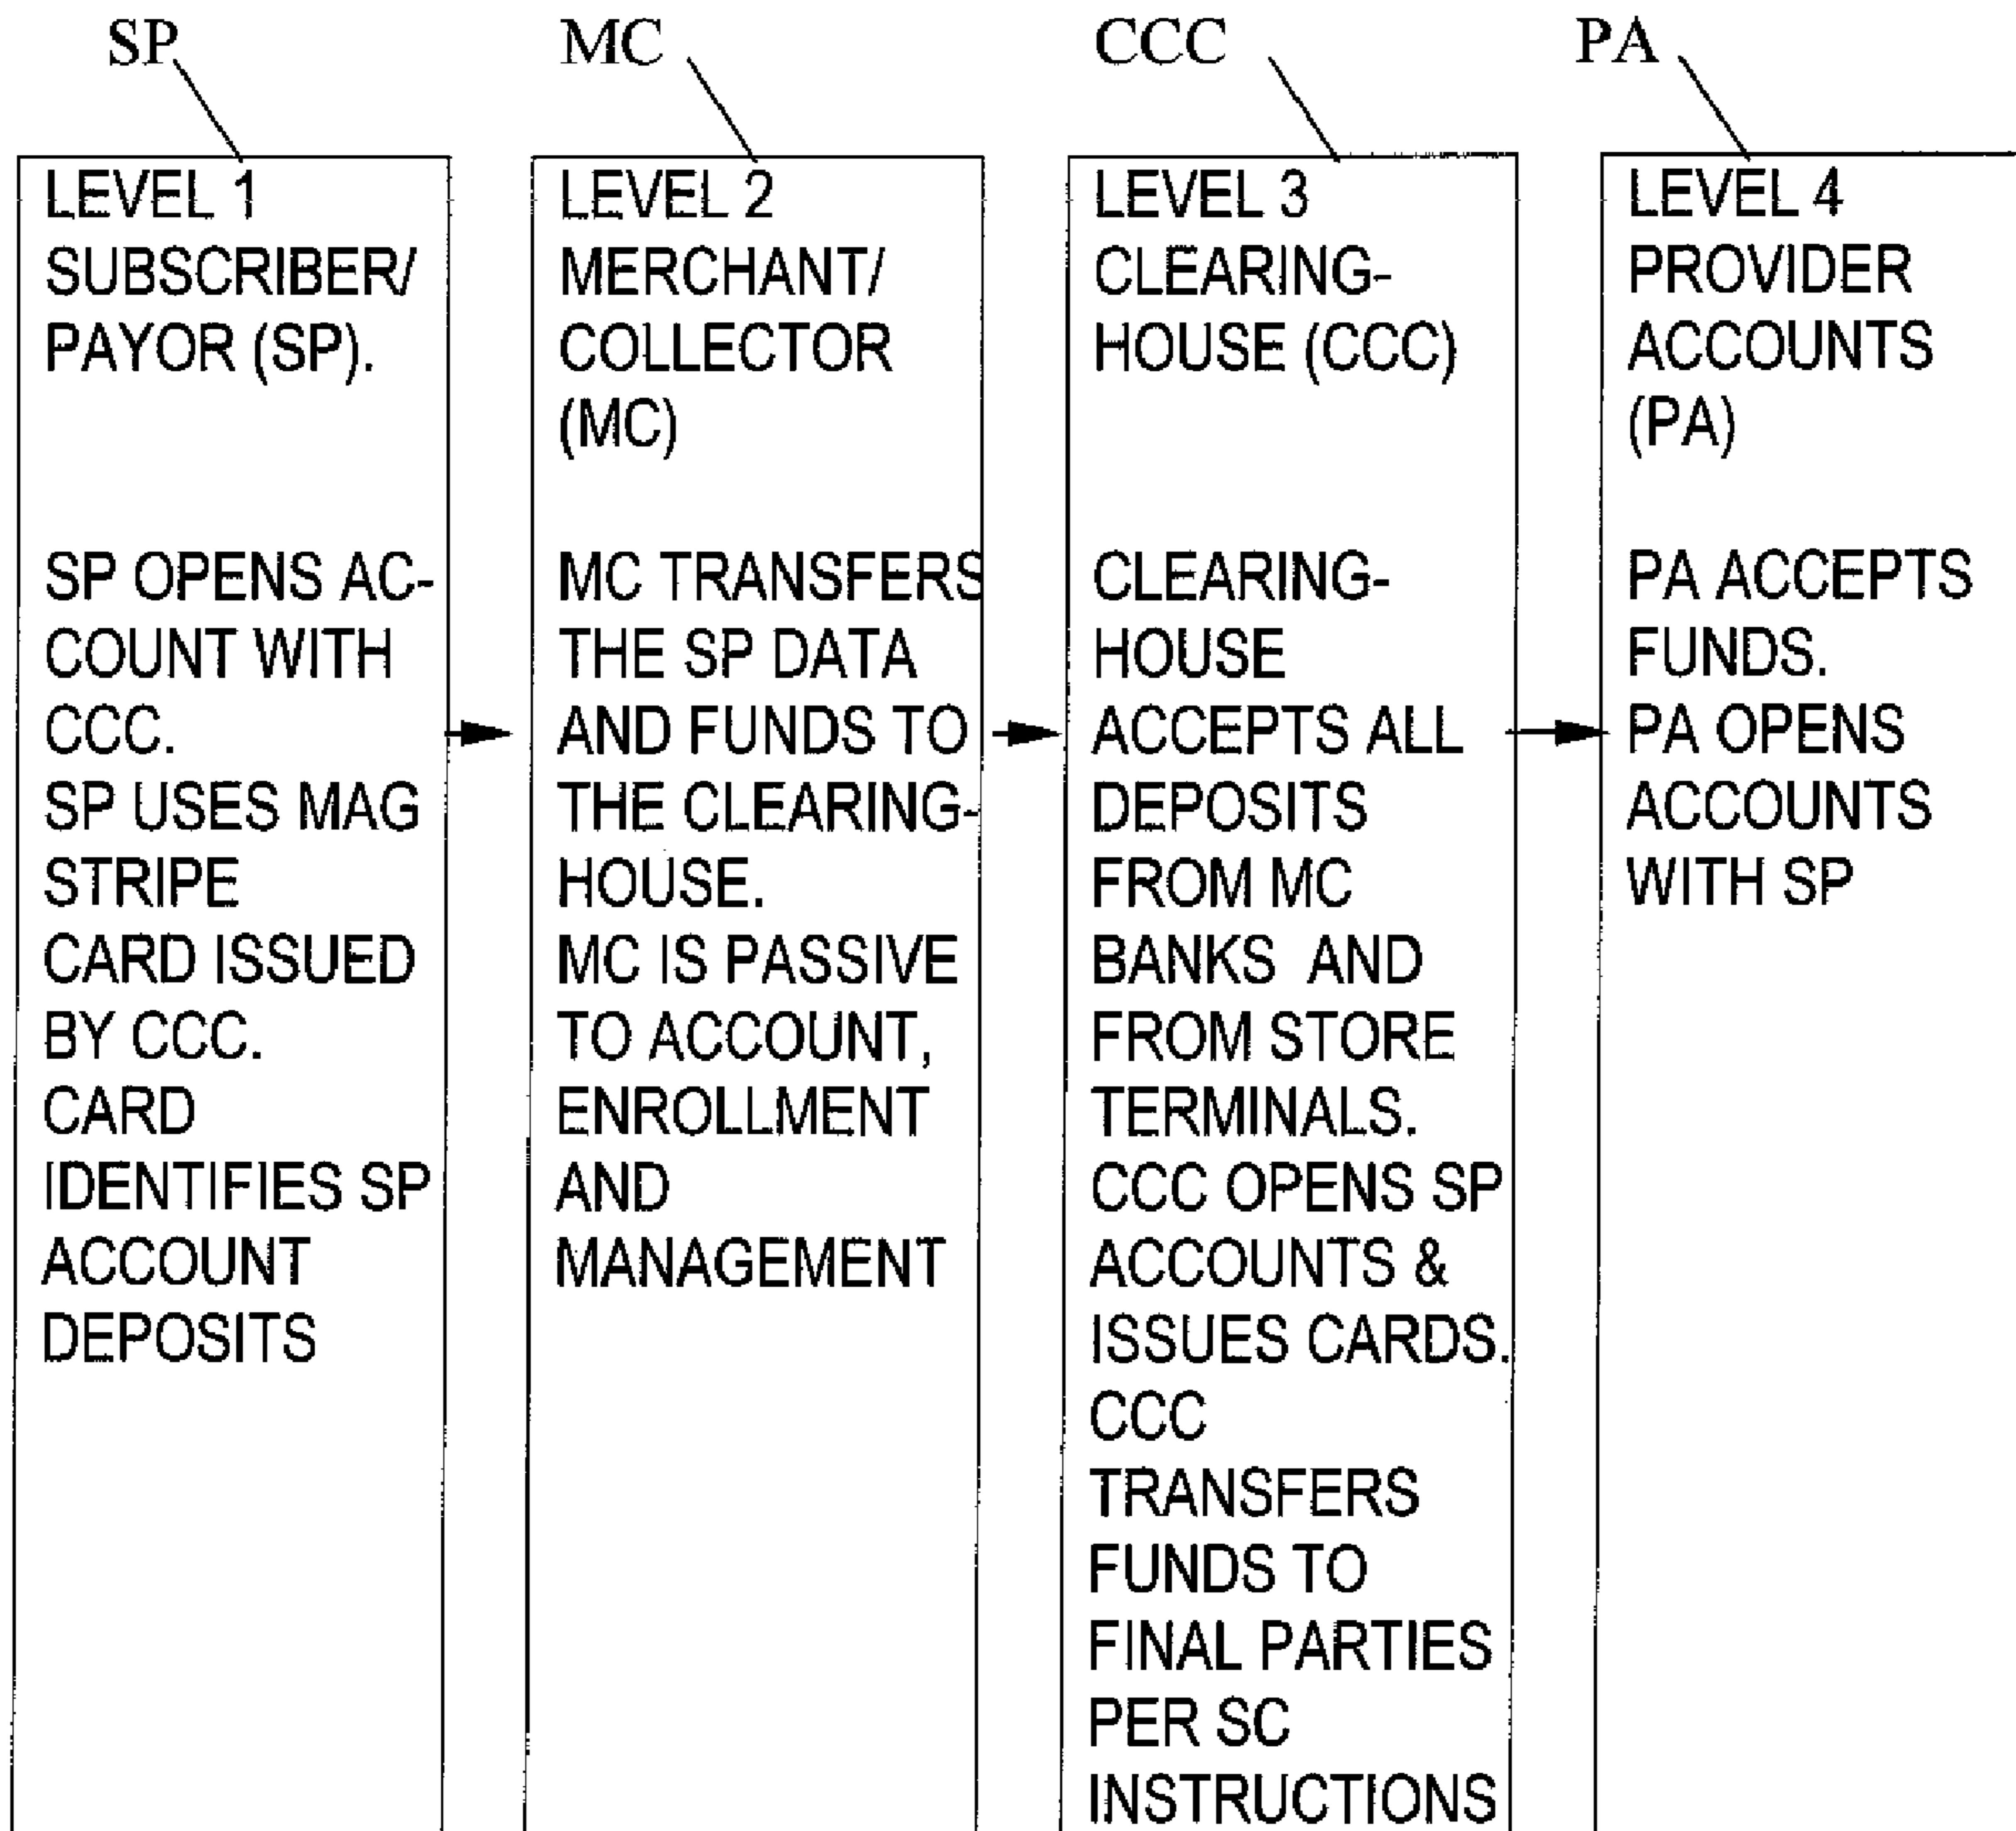 SP
MC
CCC
PA
LEVEL 1
SUBSCRIBER/
PAYOR (SP).
SP OPENS AC-
COUNT WITH
CCC.
SP USES MAG
STRIPE
CARD ISSUED
BY CCC.
CARD
IDENTIFIES SP
ACCOUNT
DEPOSITS
LEVEL 2
MERCHANT/
COLLECTOR
(MC)
MC TRANSFERS
THE SP DATA
AND FUNDS TO
THE CLEARING-
HOUSE.
MC IS PASSIVE
TO ACCOUNT,
ENROLLMENT
AND
MANAGEMENT
LEVEL 3
CLEARING-
HOUSE (CCC)
CLEARING-
HOUSE
ACCEPTS ALL
DEPOSITS
FROM MC
BANKS AND
FROM STORE
TERMINALS.
CCC OPENS SP
ACCOUNTS &
ISSUES CARDS.
CCC
TRANSFERS
FUNDS TO
FINAL PARTIES
PER SC
INSTRUCTIONS
LEVEL 4
PROVIDER
ACCOUNTS
(PA)
PA ACCEPTS
FUNDS.
PA OPENS
ACCOUNTS
WITH SP